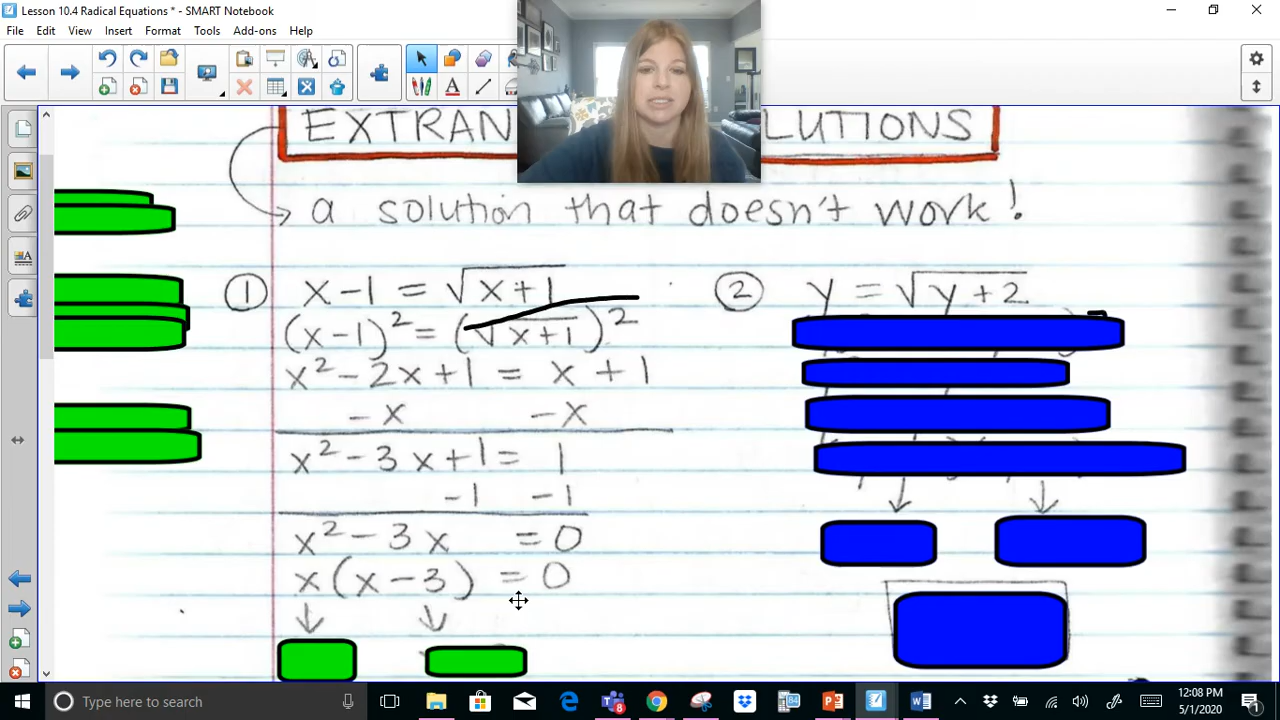 Lesson 10.4 Radical Equations * - SMART Notebook
File Edit View Insert Format Tools Add-ons Help
EXTRAN LUTIONS
a solution that doesn't work!
① x-1 = √x+1
(x-1)² = (√x+1)²
x²-2x+1 = x+1
-x -x
x²-3x+1 = 1
-1 -1
x²-3x = 0
x(x-3) = 0
② y = √y+2
Type here to search
12:08 PM
5/1/2020